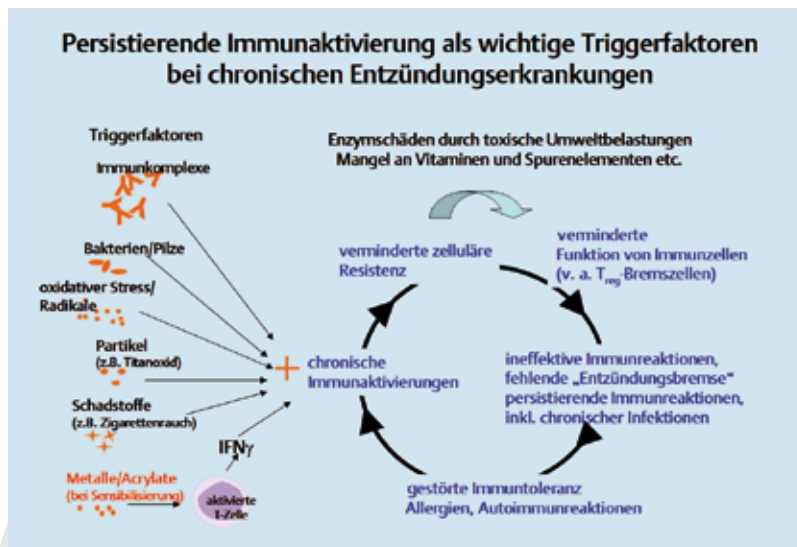 Persistierende Immunaktivierung als wichtige Triggerfaktoren
bei chronischen Entzündungserkrankungen
Triggerfaktoren
Immunkomplexe
Bakterien/Pilze
oxidativer Stress/
Radikale
Partikel
(z.B. Titanoxid)
Schadstoffe
(z.B. Zigarettenrauch)
Metalle/Acrylate
(bei Sensibilisierung)
aktivierte
T-Zelle
IFNγ
+
Enzymschäden durch toxische Umweltbelastungen
Mangel an Vitaminen und Spurenelementen etc.
verminderte zelluläre
Resistenz
verminderte
Funktion von Immunzellen
(v. a. Treg-Bremszellen)
chronische
Immunaktivierungen
ineffektive Immunreaktionen,
fehlende „Entzündungsbremse“
persistierende Immunreaktionen,
inkl. chronischer Infektionen
gestörte Immuntoleranz
Allergien, Autoimmunreaktionen